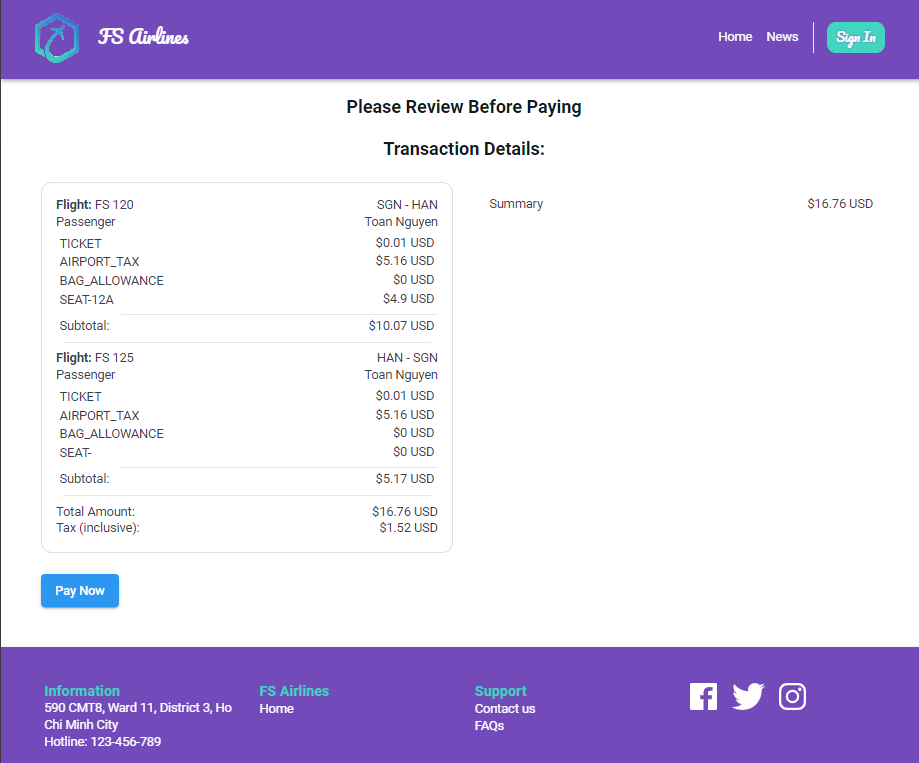 FS Airlines
Home News Sign In
Please Review Before Paying
Transaction Details:
Flight: FS 120 SGN - HAN
Passenger Toan Nguyen
TICKET $0.01 USD
AIRPORT_TAX $5.16 USD
BAG_ALLOWANCE $0 USD
SEAT-12A $4.9 USD
Subtotal: $10.07 USD
Flight: FS 125 HAN - SGN
Passenger Toan Nguyen
TICKET $0.01 USD
AIRPORT_TAX $5.16 USD
BAG_ALLOWANCE $0 USD
SEAT- $0 USD
Subtotal: $5.17 USD
Total Amount: $16.76 USD
Tax (inclusive): $1.52 USD
Summary $16.76 USD
Pay Now
Information
590 CMT8, Ward 11, District 3, Ho
Chi Minh City
Hotline: 123-456-789
FS Airlines
Home
Support
Contact us
FAQs